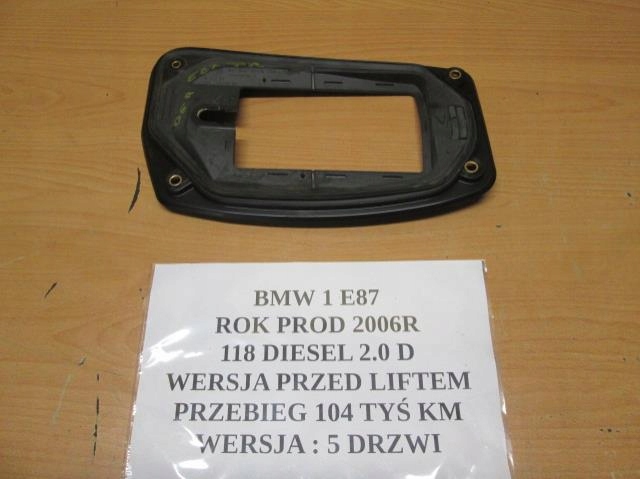 BMW 1 E87
ROK PROD 2006R
118 DIESEL 2.0 D
WERSJA PRZED LIFTEM
PRZEBIEG 104 TYŚ KM
WERSJA : 5 DRZWI